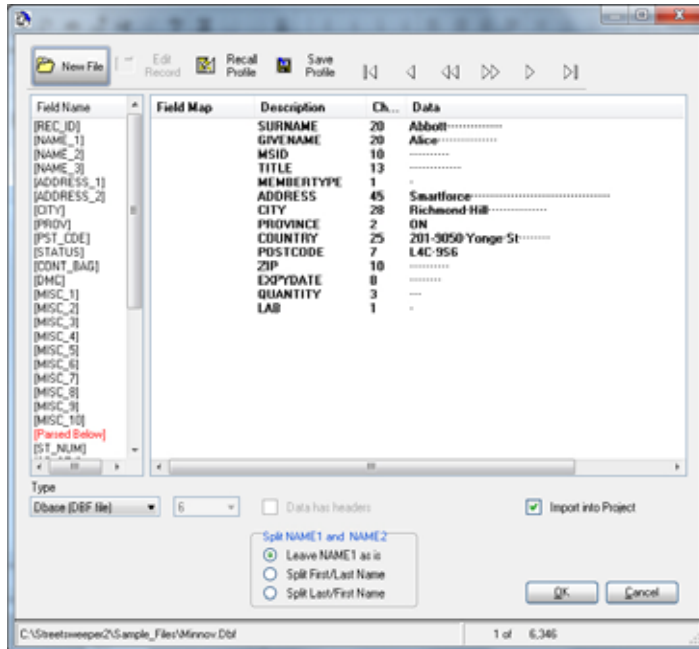 New File Edit Record Recall Profile Save Profile
Field Name Field Map Description Ch... Data
[REC_ID] SURNAME 20 Abbott
[NAME_1] GIVENAME 20 Alice
[NAME_2] MSID 10
[NAME_3] TITLE 13
[ADDRESS_1] MEMBERTYPE 1
[ADDRESS_2] ADDRESS 45 Smartforce
[CITY] CITY 28 Richmond Hill
[PROV] PROVINCE 2 ON
[PST_CDE] COUNTRY 25 201-9050 Yonge St
[STATUS] POSTCODE 7 L4C-9S6
[CONT_BAG] ZIP 10
[DMC] EXPYDATE 8
[MISC_1] QUANTITY 3
[MISC_2] LAB 1
[MISC_3]
[MISC_4]
[MISC_5]
[MISC_6]
[MISC_7]
[MISC_8]
[MISC_9]
[MISC_10]
[Parsed Below]
[ST_NUM]
Type
Dbase (DBF file) 6 Data has headers Import into Project
Split NAME1 and NAME2
Leave NAME1 as is
Split First/Last Name
Split Last/First Name
OK Cancel
C:\Streetsweeper2\Sample_Files\Minnov.Dbf 1 of 6,346